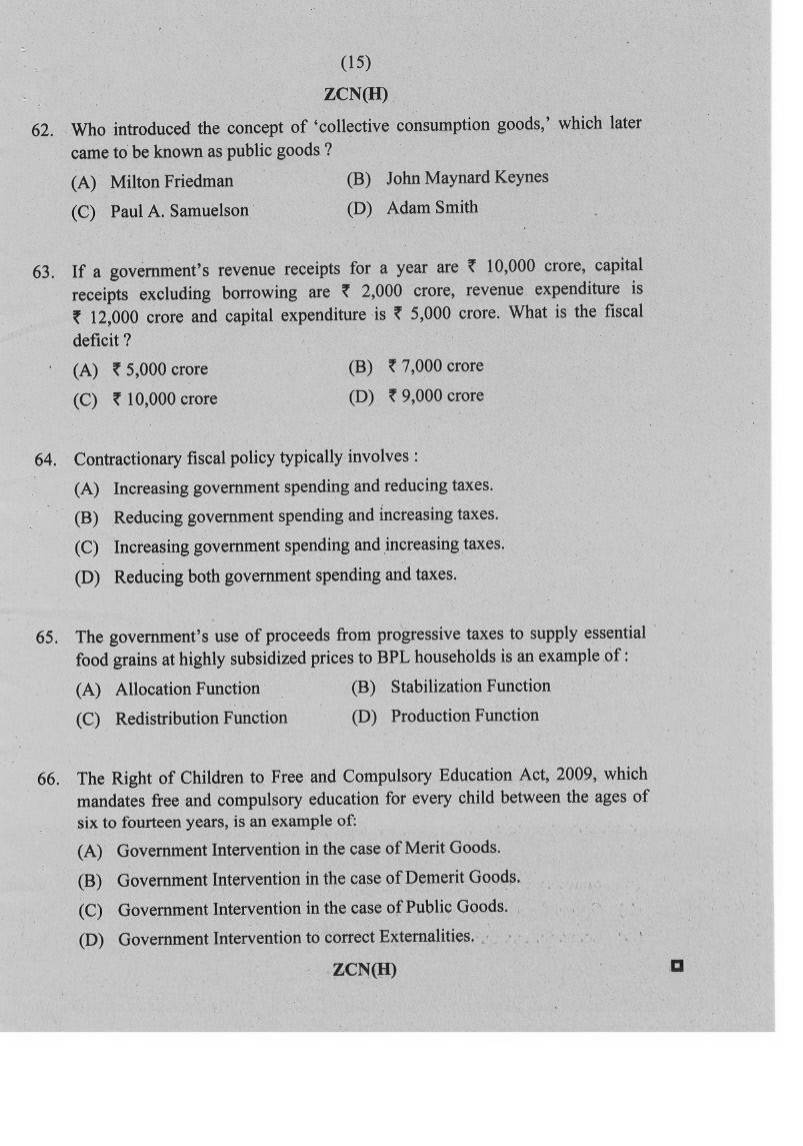 (15)
ZCN(H)
62. Who introduced the concept of ‘collective consumption goods,’ which later
came to be known as public goods ?
(A) Milton Friedman (B) John Maynard Keynes
(C) Paul A. Samuelson (D) Adam Smith
63. If a government’s revenue receipts for a year are ₹ 10,000 crore, capital
receipts excluding borrowing are ₹ 2,000 crore, revenue expenditure is
₹ 12,000 crore and capital expenditure is ₹ 5,000 crore. What is the fiscal
deficit ?
(A) ₹ 5,000 crore (B) ₹ 7,000 crore
(C) ₹ 10,000 crore (D) ₹ 9,000 crore
64. Contractionary fiscal policy typically involves :
(A) Increasing government spending and reducing taxes.
(B) Reducing government spending and increasing taxes.
(C) Increasing government spending and increasing taxes.
(D) Reducing both government spending and taxes.
65. The government’s use of proceeds from progressive taxes to supply essential
food grains at highly subsidized prices to BPL households is an example of :
(A) Allocation Function (B) Stabilization Function
(C) Redistribution Function (D) Production Function
66. The Right of Children to Free and Compulsory Education Act, 2009, which
mandates free and compulsory education for every child between the ages of
six to fourteen years, is an example of:
(A) Government Intervention in the case of Merit Goods.
(B) Government Intervention in the case of Demerit Goods.
(C) Government Intervention in the case of Public Goods.
(D) Government Intervention to correct Externalities.
ZCN(H)